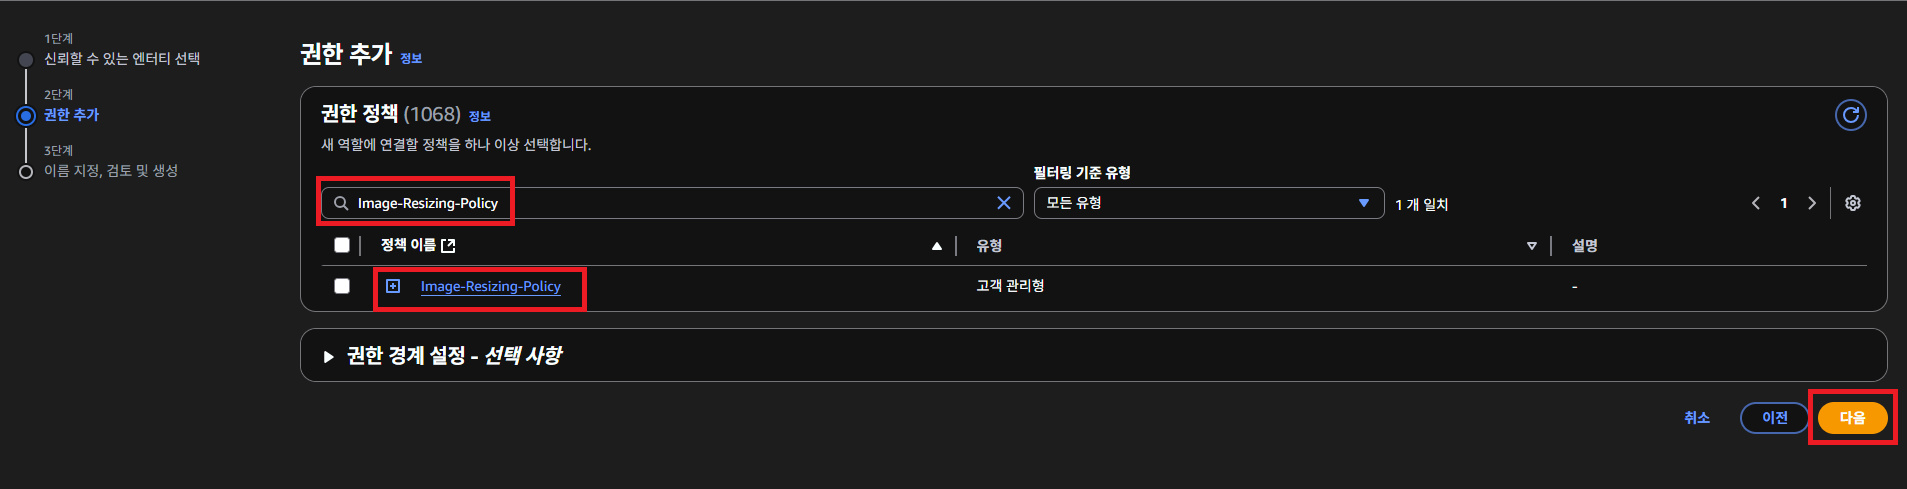 1단계
신뢰할 수 있는 엔터티 선택
2단계
권한 추가
3단계
이름 지정, 검토 및 생성
권한 추가 정보
권한 정책 (1068) 정보
새 역할에 연결할 정책을 하나 이상 선택합니다.
필터링 기준 유형
Image-Resizing-Policy
모든 유형
1 개 일치
1
정책 이름
유형
설명
Image-Resizing-Policy
고객 관리형
-
권한 경계 설정 - 선택 사항
취소
이전
다음